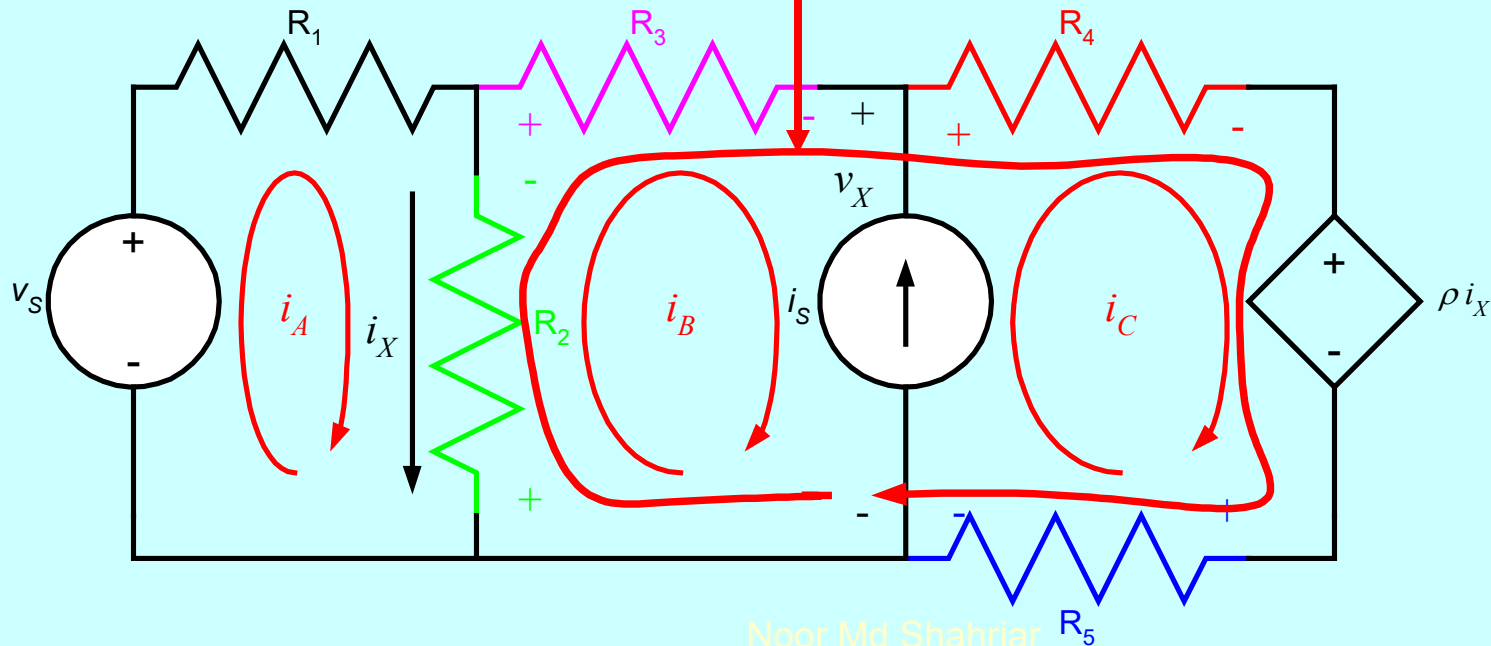 R1
R3
R4
+
-
+
+
-
-
vX
+
-
vS
iA
iX
R2
iB
iS
iC
+
-
ρ iX
+
-
-
+
R5
Noor Md Shahriar